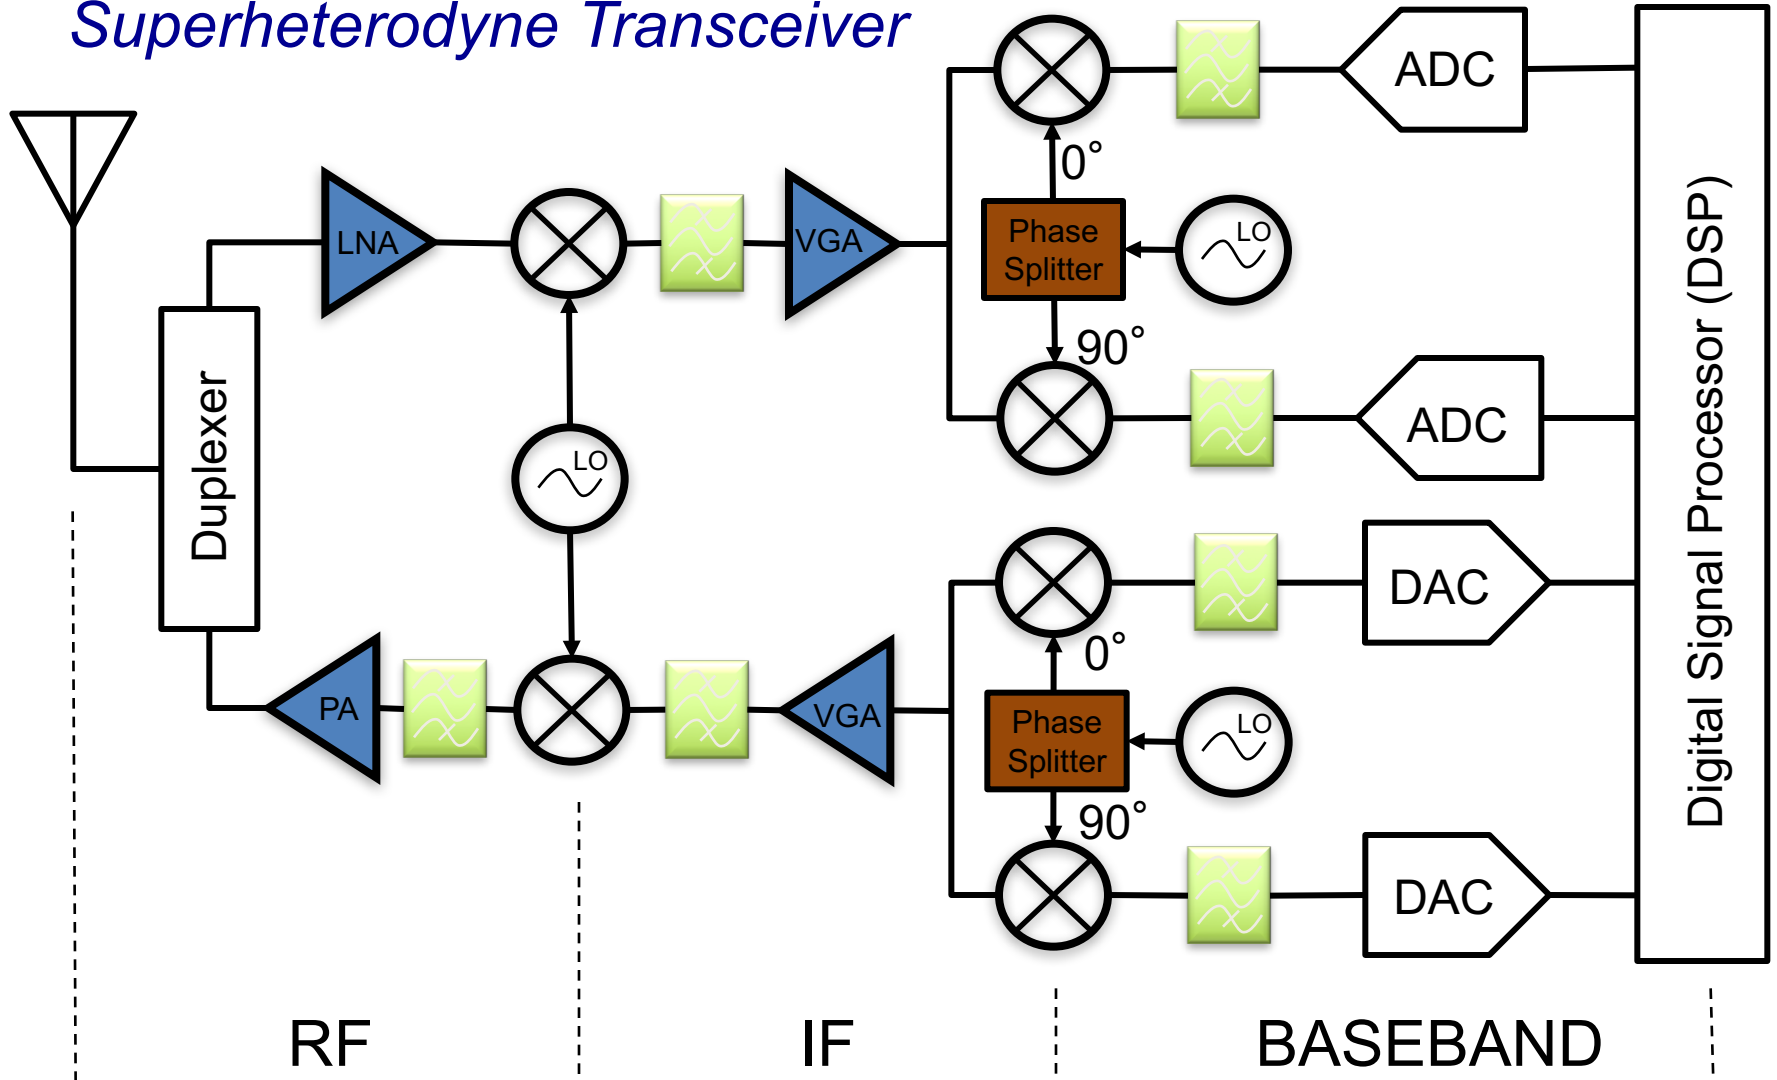 Superheterodyne Transceiver
ADC
0°
LNA
VGA
Phase
Splitter
LO
90°
ADC
LO
Duplexer
DAC
0°
PA
VGA
Phase
Splitter
LO
90°
DAC
Digital Signal Processor (DSP)
RF
IF
BASEBAND